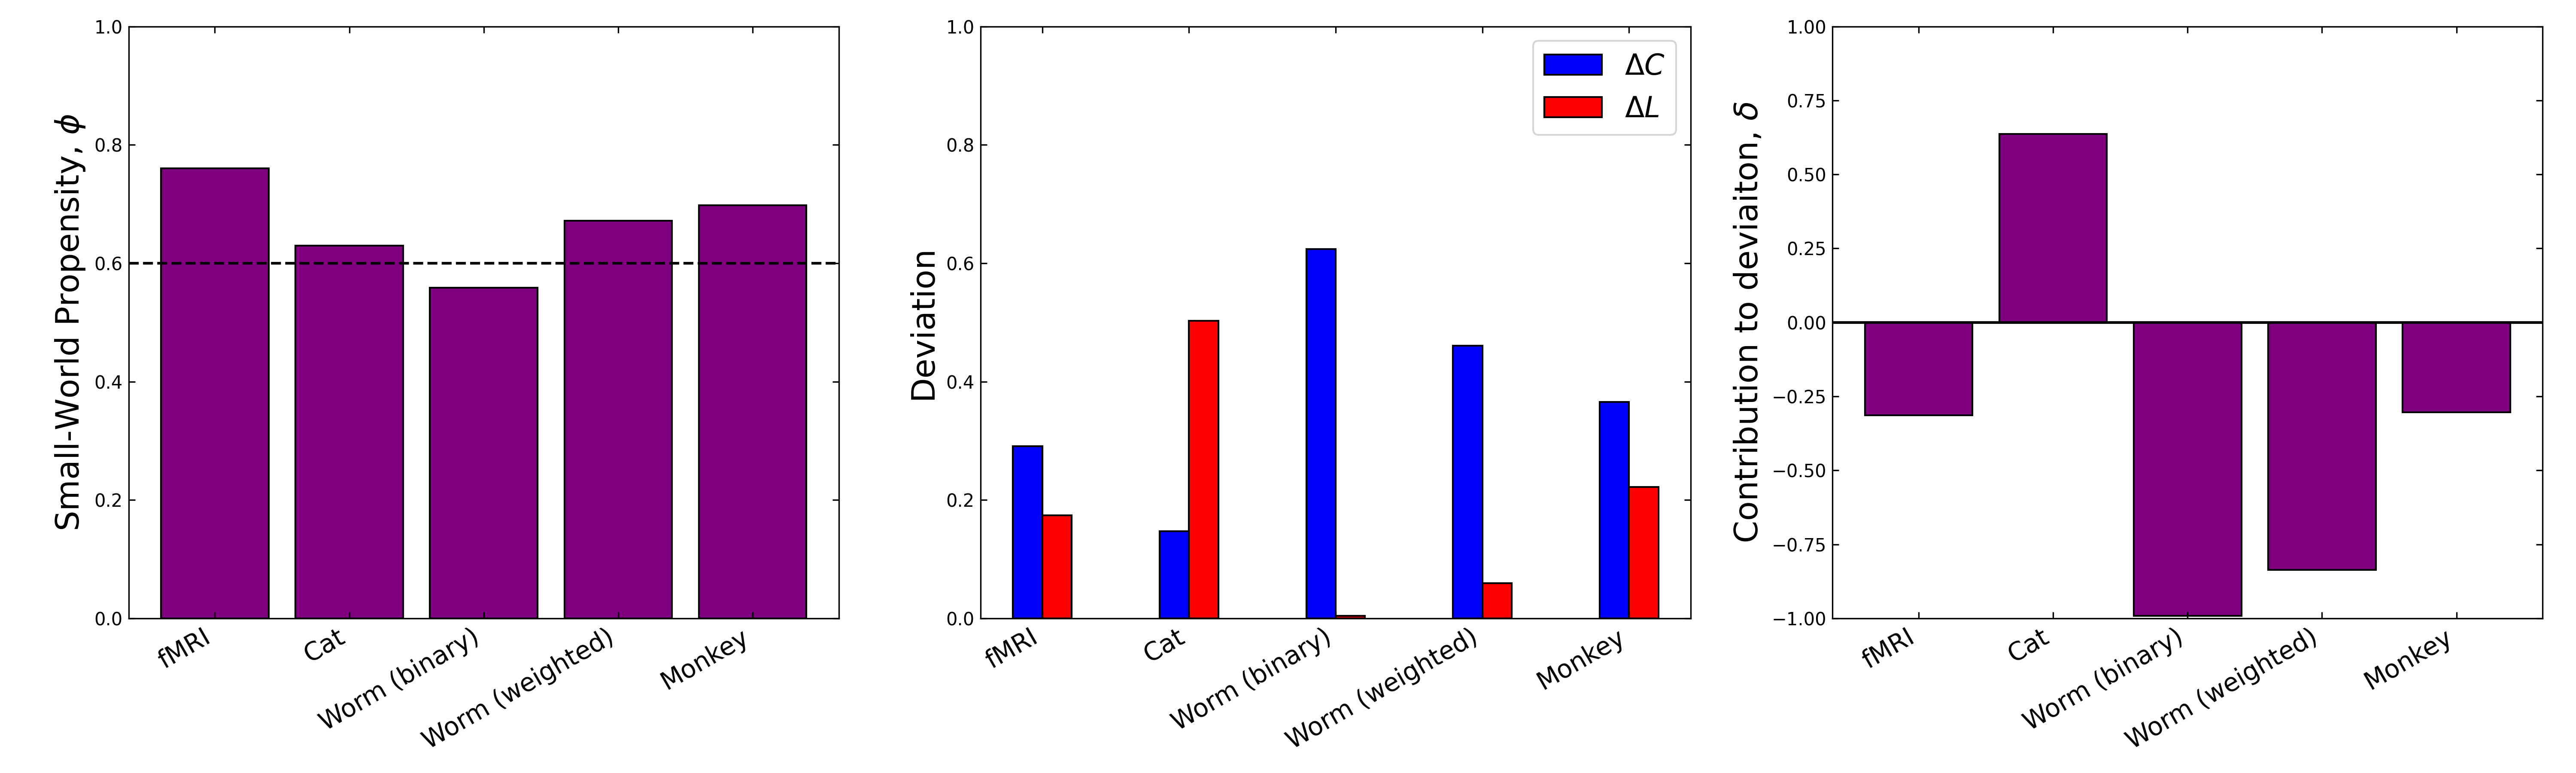 Small-World Propensity, ϕ
1.0
0.8
0.6
0.4
0.2
0.0
fMRI
Cat
Worm (binary)
Worm (weighted)
Monkey
Deviation
1.0
0.8
0.6
0.4
0.2
0.0
ΔC
ΔL
fMRI
Cat
Worm (binary)
Worm (weighted)
Monkey
Contribution to deviaiton, δ
1.00
0.75
0.50
0.25
0.00
−0.25
−0.50
−0.75
−1.00
fMRI
Cat
Worm (binary)
Worm (weighted)
Monkey